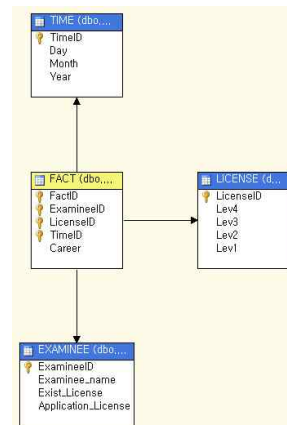 TIME (dbo,...
TimeID
Day
Month
Year
FACT (dbo,...
FactID
ExamineeID
LicenseID
TimeID
Career
LICENSE (d...
LicenseID
Lev4
Lev3
Lev2
Lev1
EXAMINEE (dbo,...
ExamineeID
Examinee_name
Exist_License
Application_License